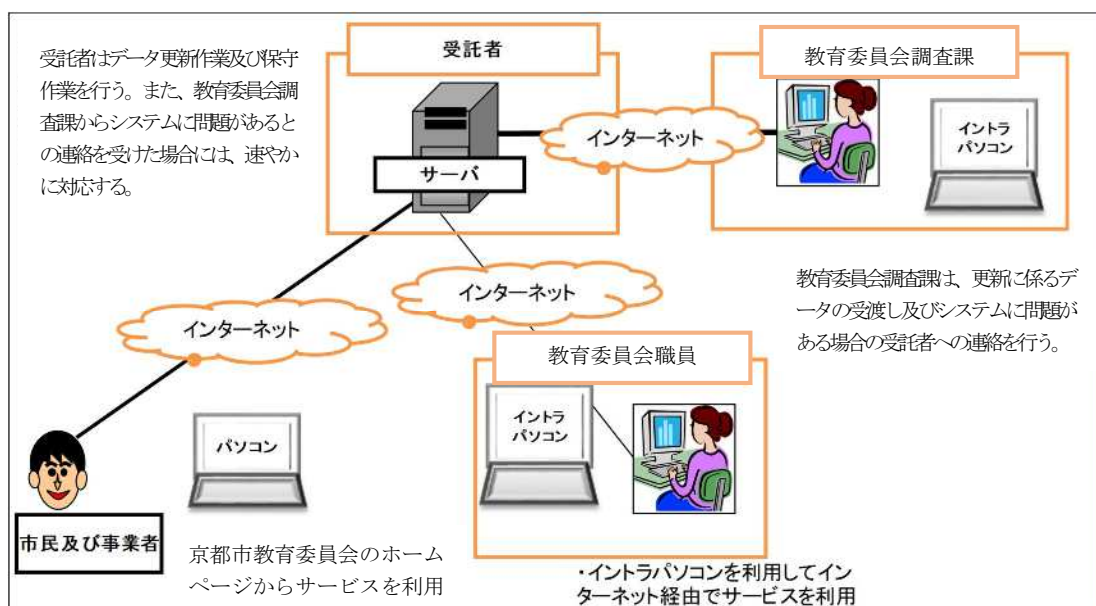 受託者はデータ更新作業及び保守
作業を行う。また、教育委員会調
査課からシステムに問題があると
の連絡を受けた場合には、速やか
に対応する。
受託者
サーバ
インターネット
教育委員会調査課
イントラ
パソコン
教育委員会調査課は、更新に係るデ
ータの受渡し及びシステムに問題が
ある場合の受託者への連絡を行う。
インターネット
インターネット
教育委員会職員
イントラ
パソコン
・イントラパソコンを利用してイン
ターネット経由でサービスを利用
パソコン
市民及び事業者
京都市教育委員会のホーム
ページからサービスを利用